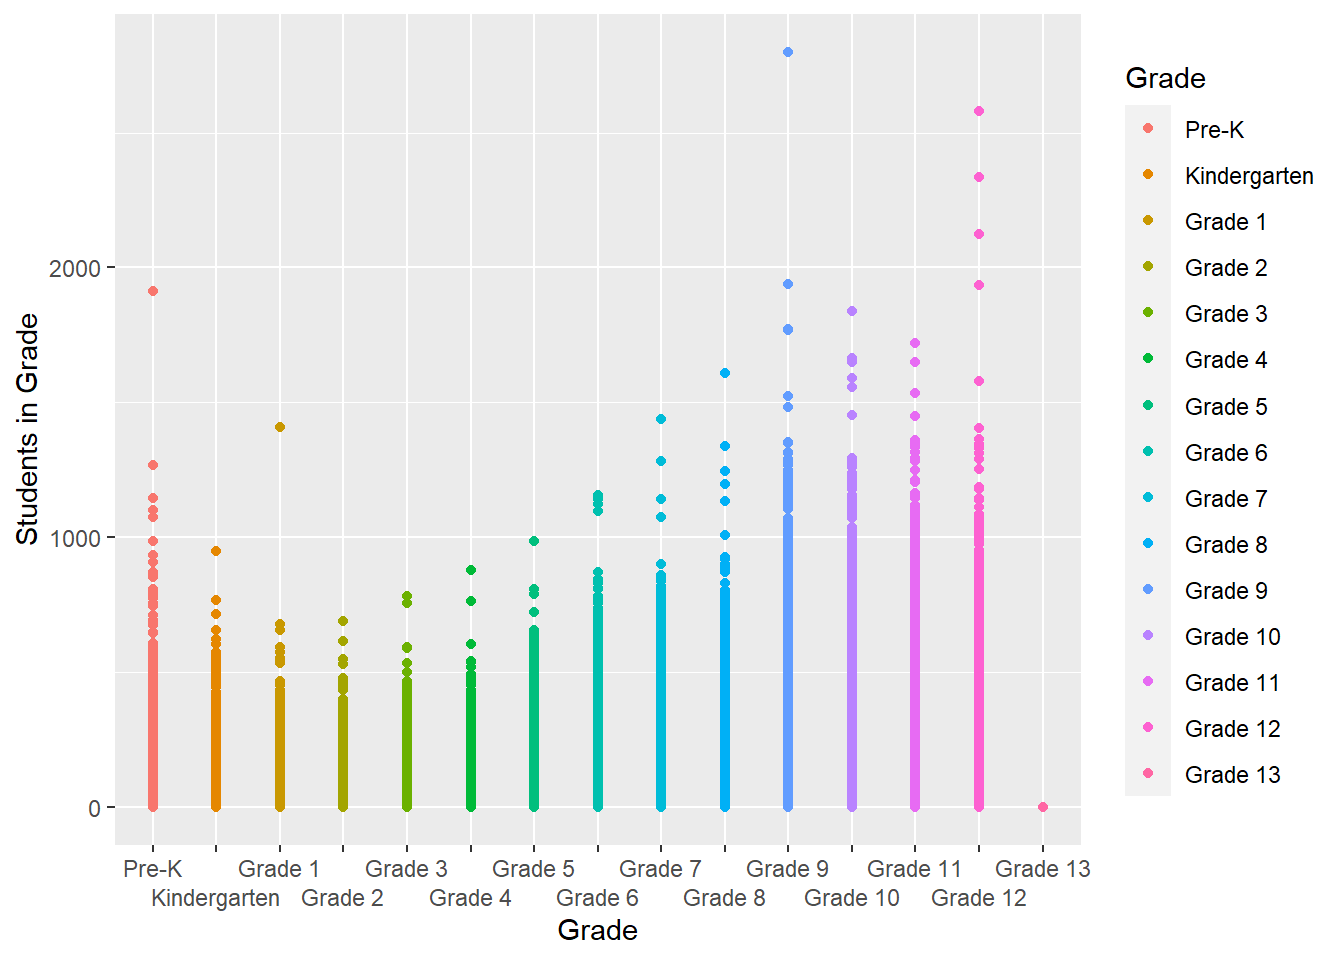 Students in Grade
2000
1000
0
Pre-K
Kindergarten
Grade 1
Grade 2
Grade 3
Grade 4
Grade 5
Grade 6
Grade 7
Grade 8
Grade 9
Grade 10
Grade 11
Grade 12
Grade 13
Grade
Grade
Pre-K
Kindergarten
Grade 1
Grade 2
Grade 3
Grade 4
Grade 5
Grade 6
Grade 7
Grade 8
Grade 9
Grade 10
Grade 11
Grade 12
Grade 13